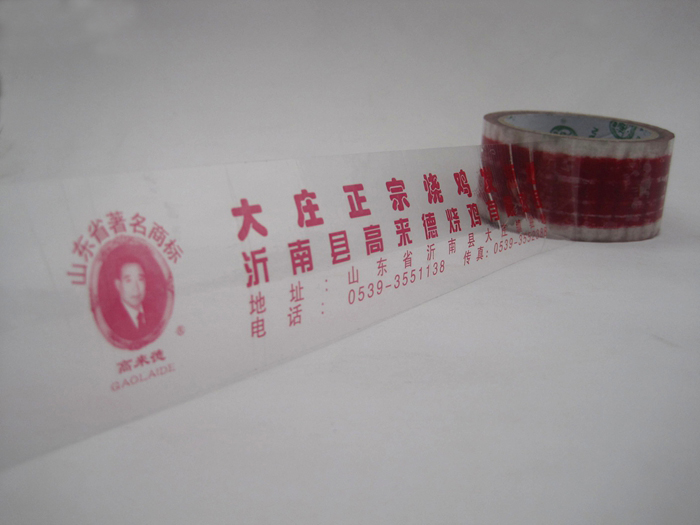 山东省著名商标
高来德
GAOLAIDE
®
大庄正宗烧鸡
沂南县高来德烧鸡
地址：山东省沂南县大
电话：0539-3551138 传真：0539-355